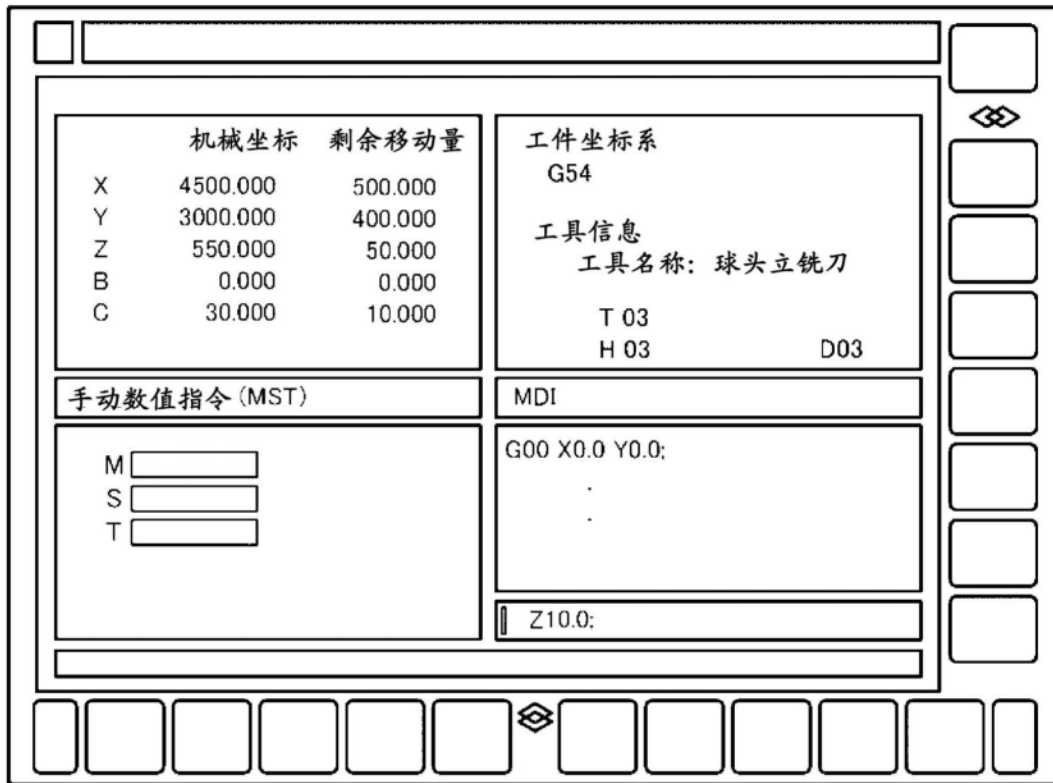 机械坐标 剩余移动量
X 4500.000 500.000
Y 3000.000 400.000
Z 550.000 50.000
B 0.000 0.000
C 30.000 10.000
工件坐标系
G54
工具信息
工具名称: 球头立铣刀
T 03
H 03 D03
手动数值指令(MST)
M
S
T
MDI
G00 X0.0 Y0.0;
.
.
Z10.0;